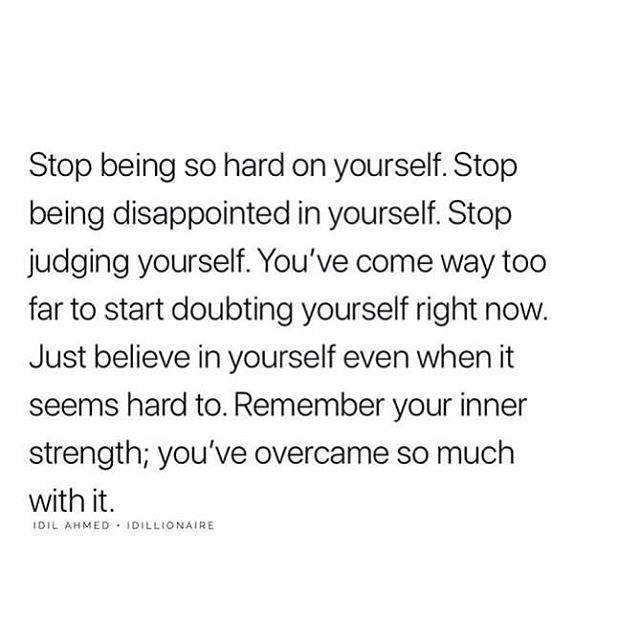 Stop being so hard on yourself. Stop
being disappointed in yourself. Stop
judging yourself. You've come way too
far to start doubting yourself right now.
Just believe in yourself even when it
seems hard to. Remember your inner
strength; you've overcame so much
with it.
IDIL AHMED • IDILLIONAIRE